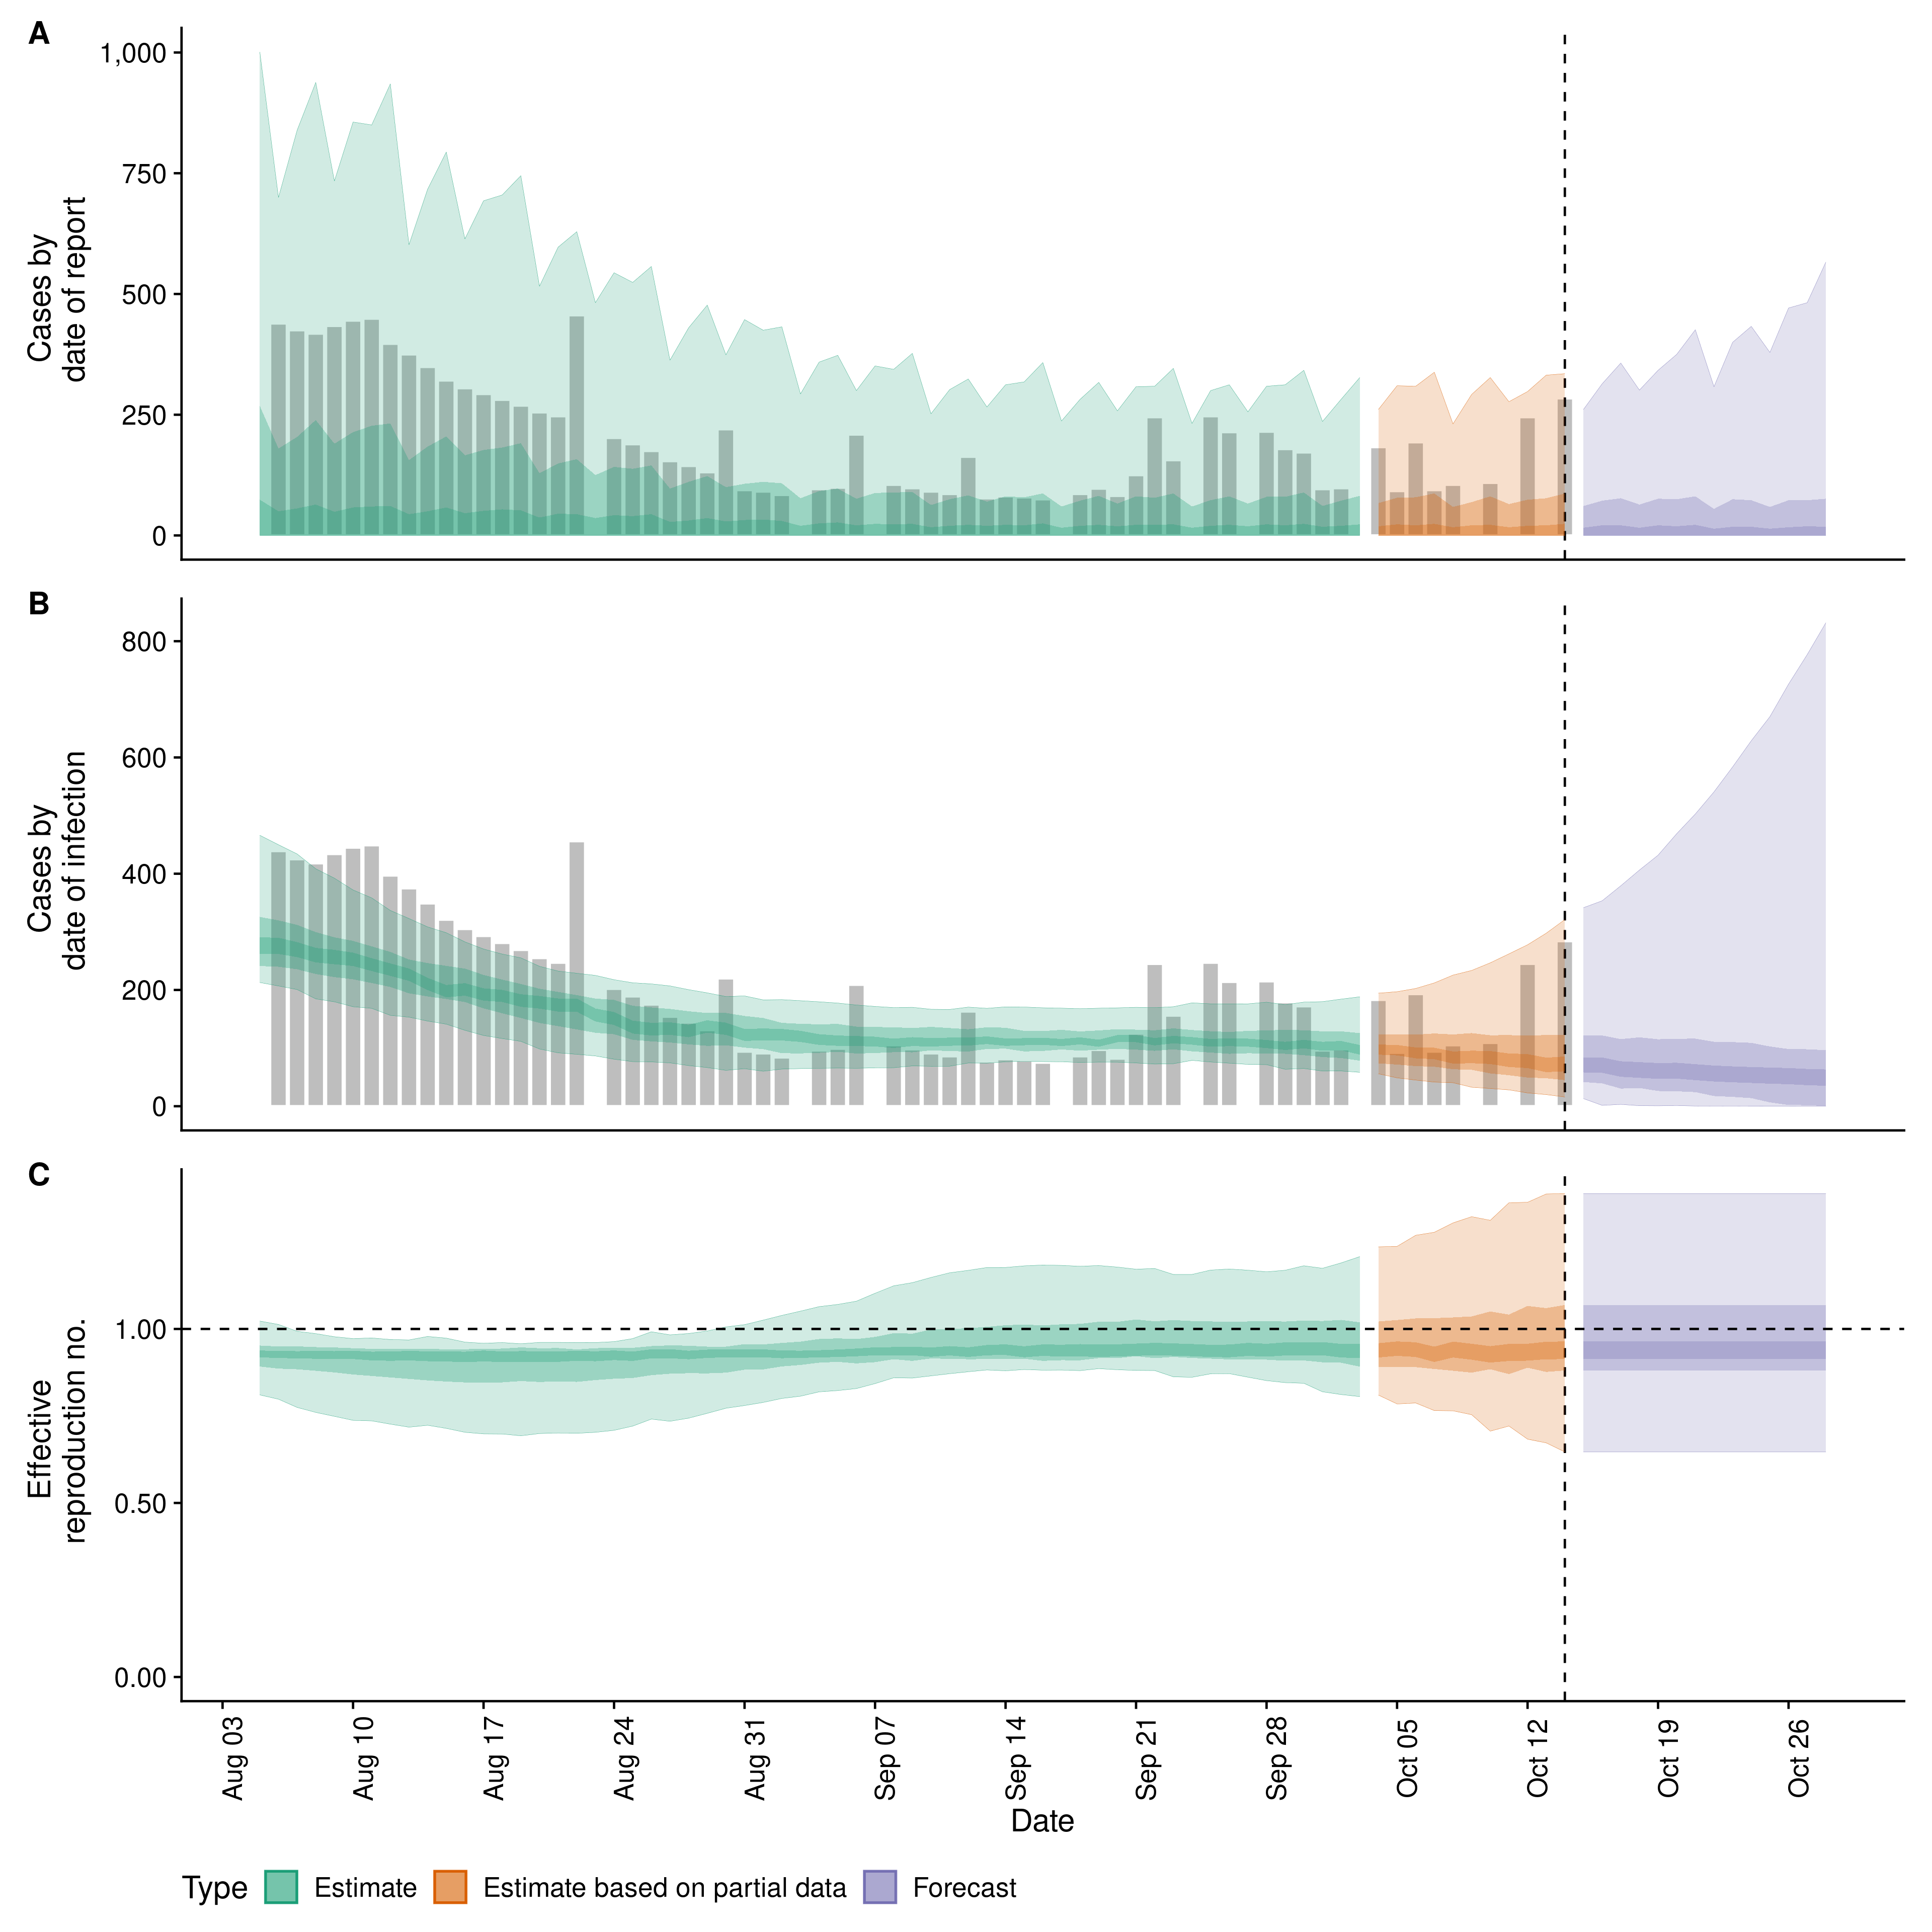 A
1,000
750
500
250
0
Cases by
date of report
B
800
600
400
200
0
Cases by
date of infection
C
1.00
0.50
0.00
Effective
reproduction no.
Aug 03
Aug 10
Aug 17
Aug 24
Aug 31
Sep 07
Sep 14
Sep 21
Sep 28
Oct 05
Oct 12
Oct 19
Oct 26
Date
Type Estimate Estimate based on partial data Forecast